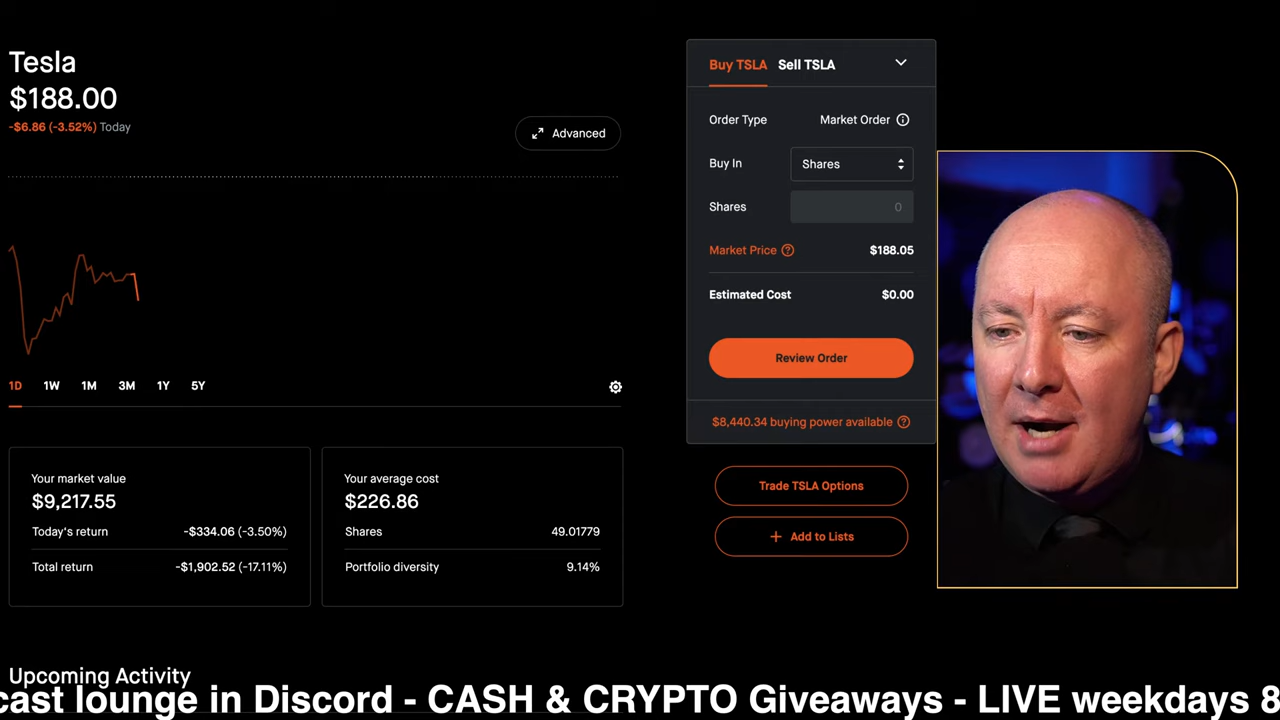 Tesla
$188.00
-$6.86 (-3.52%) Today
Advanced
1D 1W 1M 3M 1Y 5Y
Your market value
$9,217.55
Today's return -$334.06 (-3.50%)
Total return -$1,902.52 (-17.11%)
Your average cost
$226.86
Shares 49.01779
Portfolio diversity 9.14%
Buy TSLA Sell TSLA
Order Type Market Order
Buy In Shares
Shares 0
Market Price $188.05
Estimated Cost $0.00
Review Order
$8,440.34 buying power available
Trade TSLA Options
+ Add to Lists
Upcoming Activity
cast lounge in Discord - CASH & CRYPTO Giveaways - LIVE weekdays 8